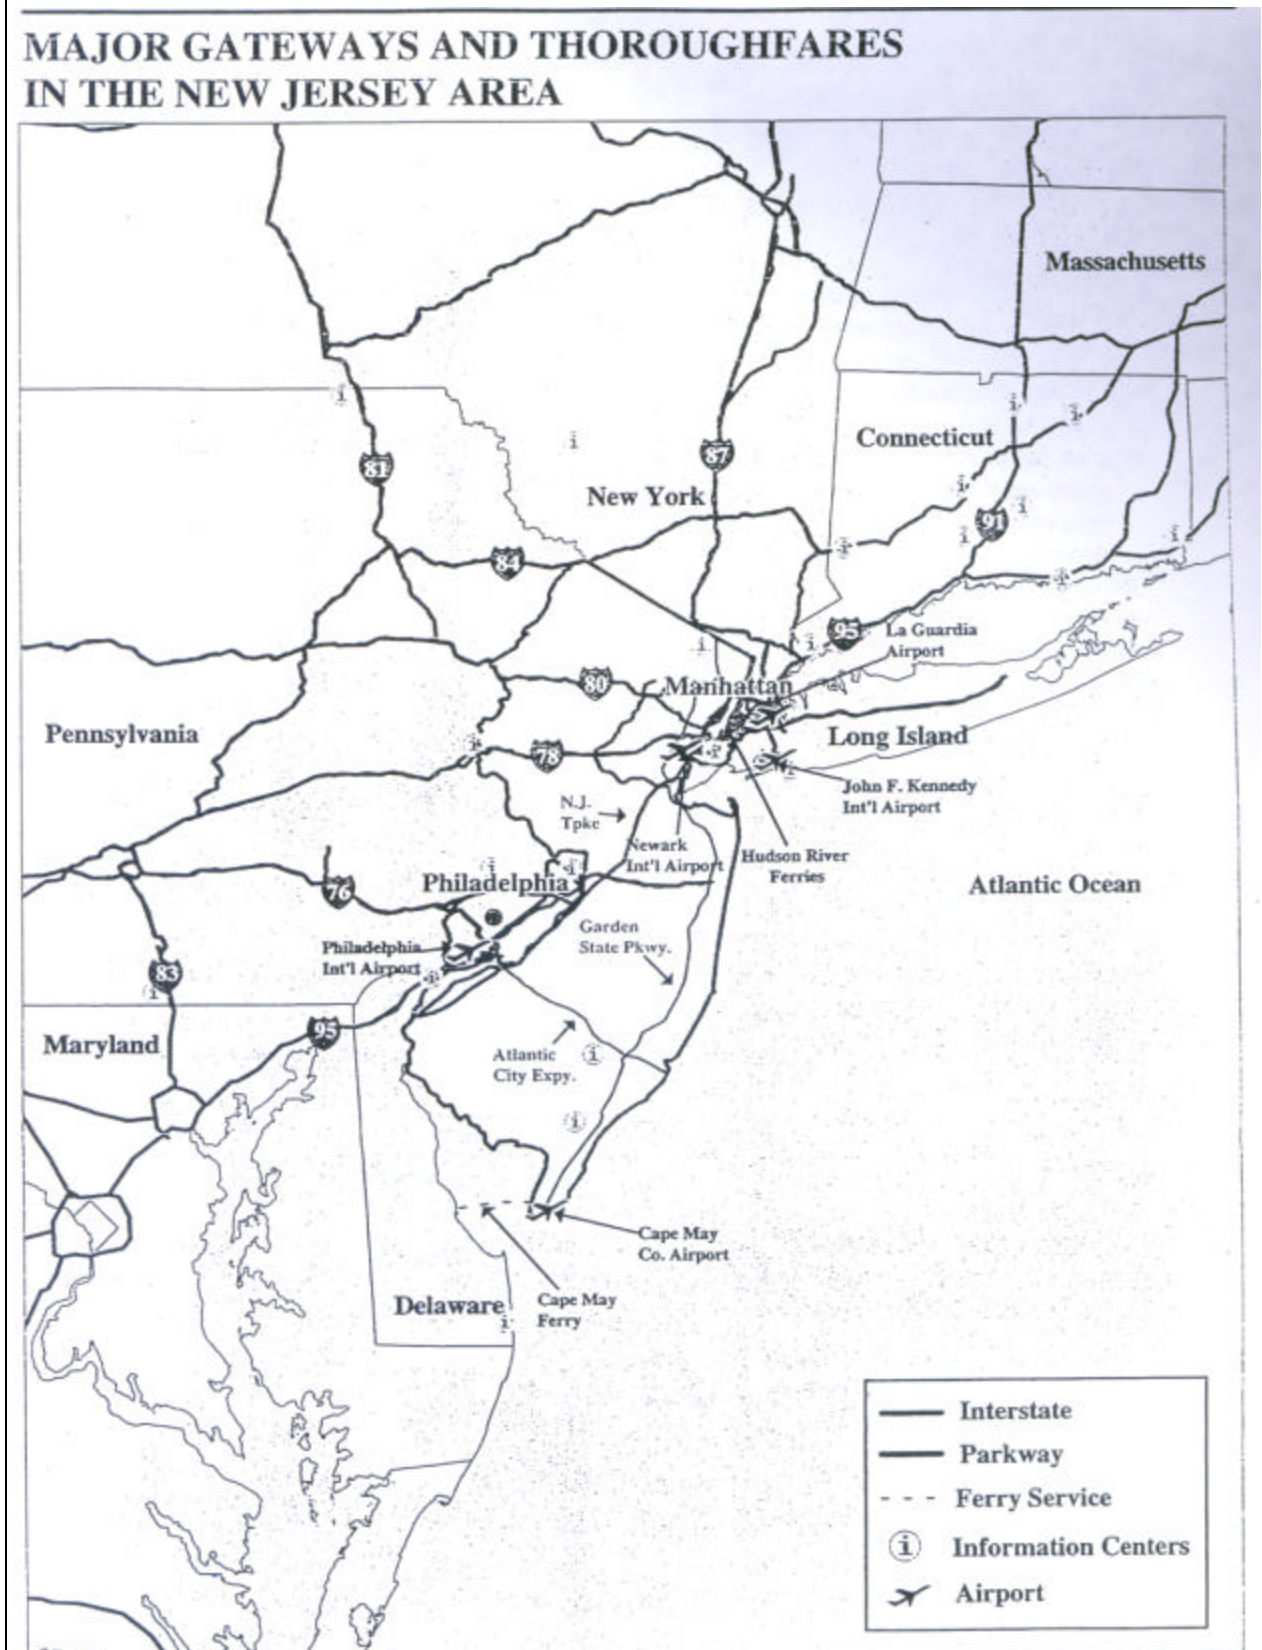 MAJOR GATEWAYS AND THOROUGHFARES
IN THE NEW JERSEY AREA
Massachusetts
i
i
i
Connecticut
i
81
87
i
New York
i
91
i
i
i
84
i
i
95
La Guardia
Airport
i
i
80
Manhattan
Pennsylvania
i
78
i
Long Island
i
John F. Kennedy
Int'l Airport
N.J.
Tpke
Newark
Int'l Airport
Hudson River
Ferries
i
i
76
Philadelphia
Atlantic Ocean
Garden
State Pkwy.
Philadelphia
Int'l Airport
i
83
i
95
Maryland
Atlantic
City Expy.
i
i
Cape May
Co. Airport
Delaware
i
Cape May
Ferry
Interstate
Parkway
Ferry Service
i
Information Centers
Airport